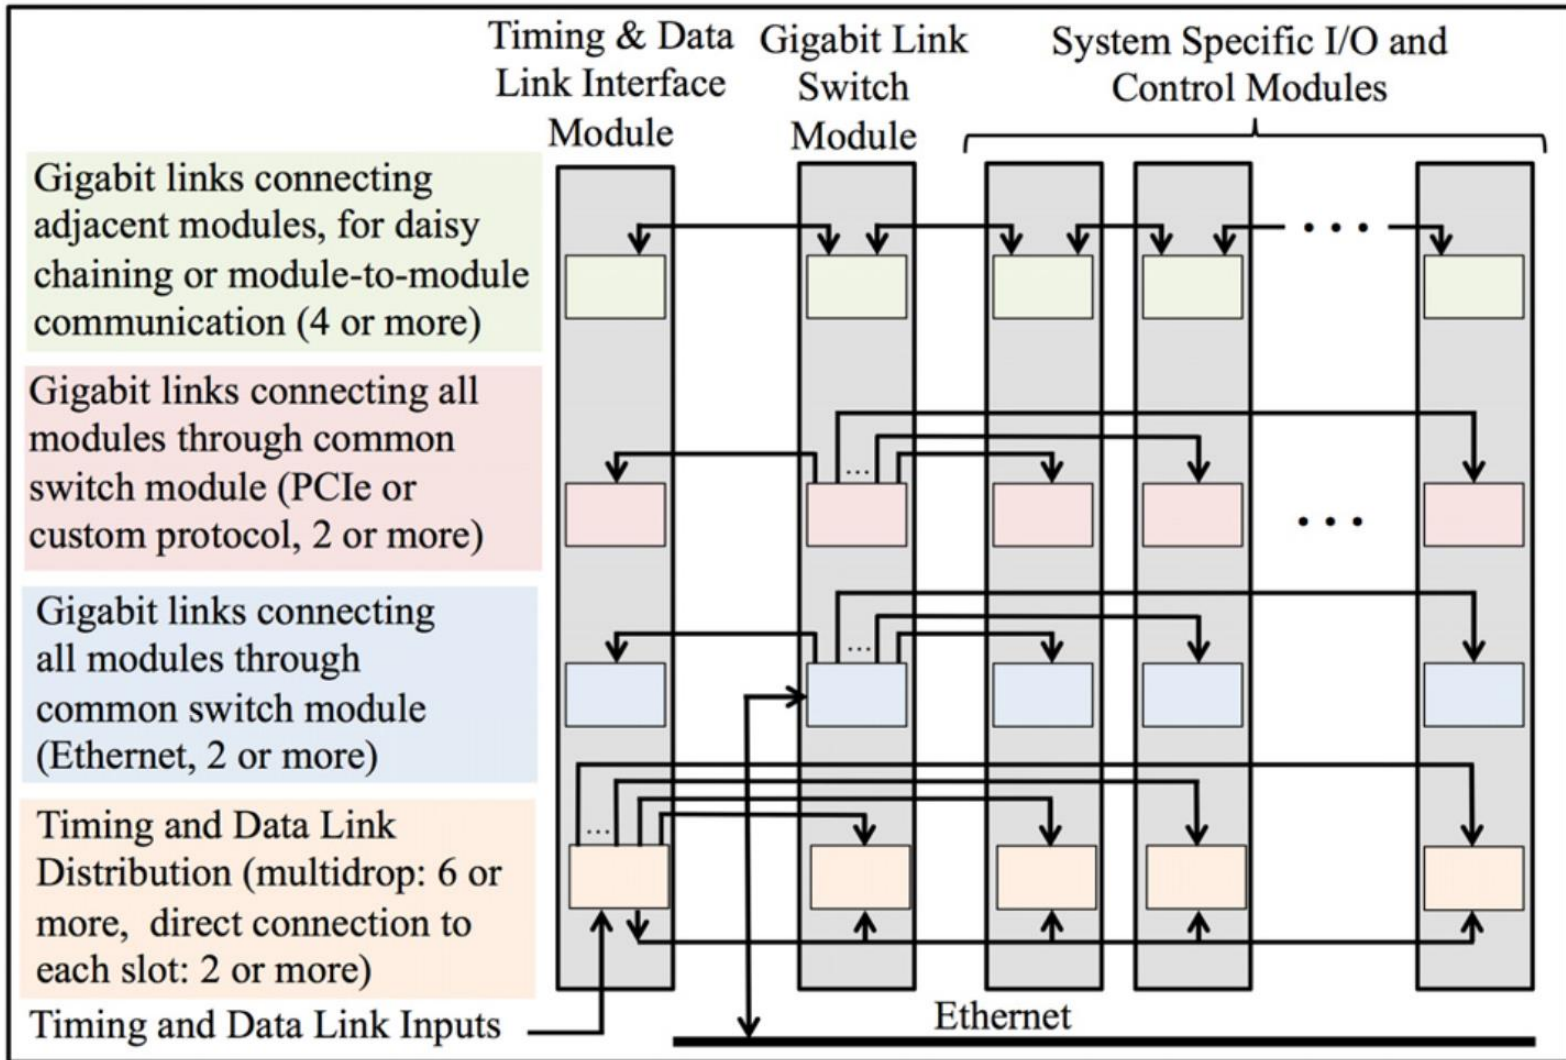 Timing & Data
Link Interface
Module
Gigabit Link
Switch
Module
System Specific I/O and
Control Modules
Gigabit links connecting
adjacent modules, for daisy
chaining or module-to-module
communication (4 or more)
Gigabit links connecting all
modules through common
switch module (PCIe or
custom protocol, 2 or more)
Gigabit links connecting
all modules through
common switch module
(Ethernet, 2 or more)
Timing and Data Link
Distribution (multidrop: 6 or
more, direct connection to
each slot: 2 or more)
Timing and Data Link Inputs
Ethernet